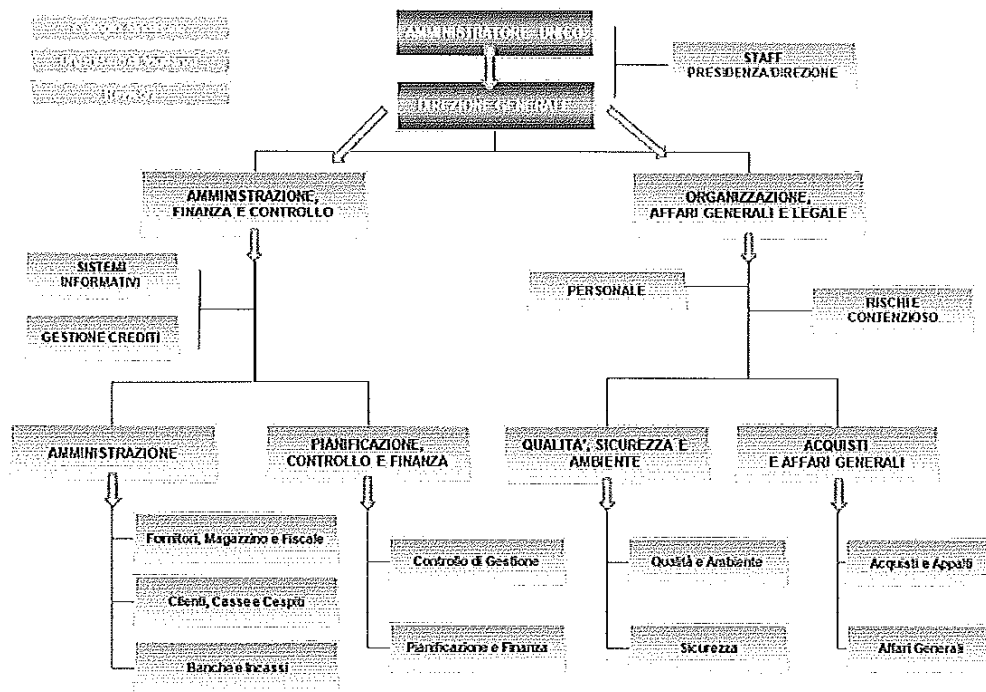 AMMINISTRATORE UNICO
STAFF
PRESIDENZA/DIREZIONE
DIREZIONE GENERALE
AMMINISTRAZIONE,
FINANZA E CONTROLLO
ORGANIZZAZIONE,
AFFARI GENERALI E LEGALE
SISTEMI
INFORMATIVI
PERSONALE
RISCHI E
CONTENZIOSO
GESTIONE CREDITI
AMMINISTRAZIONE
PIANIFICAZIONE,
CONTROLLO E FINANZA
QUALITA', SICUREZZA E
AMBIENTE
ACQUISTI
E AFFARI GENERALI
Fornitori, Magazzino e Fiscale
Controllo di Gestione
Qualità e Ambiente
Acquisti e Appalti
Clienti, Casse e Cespiti
Pianificazione e Finanza
Sicurezza
Affari Generali
Banche e Incassi